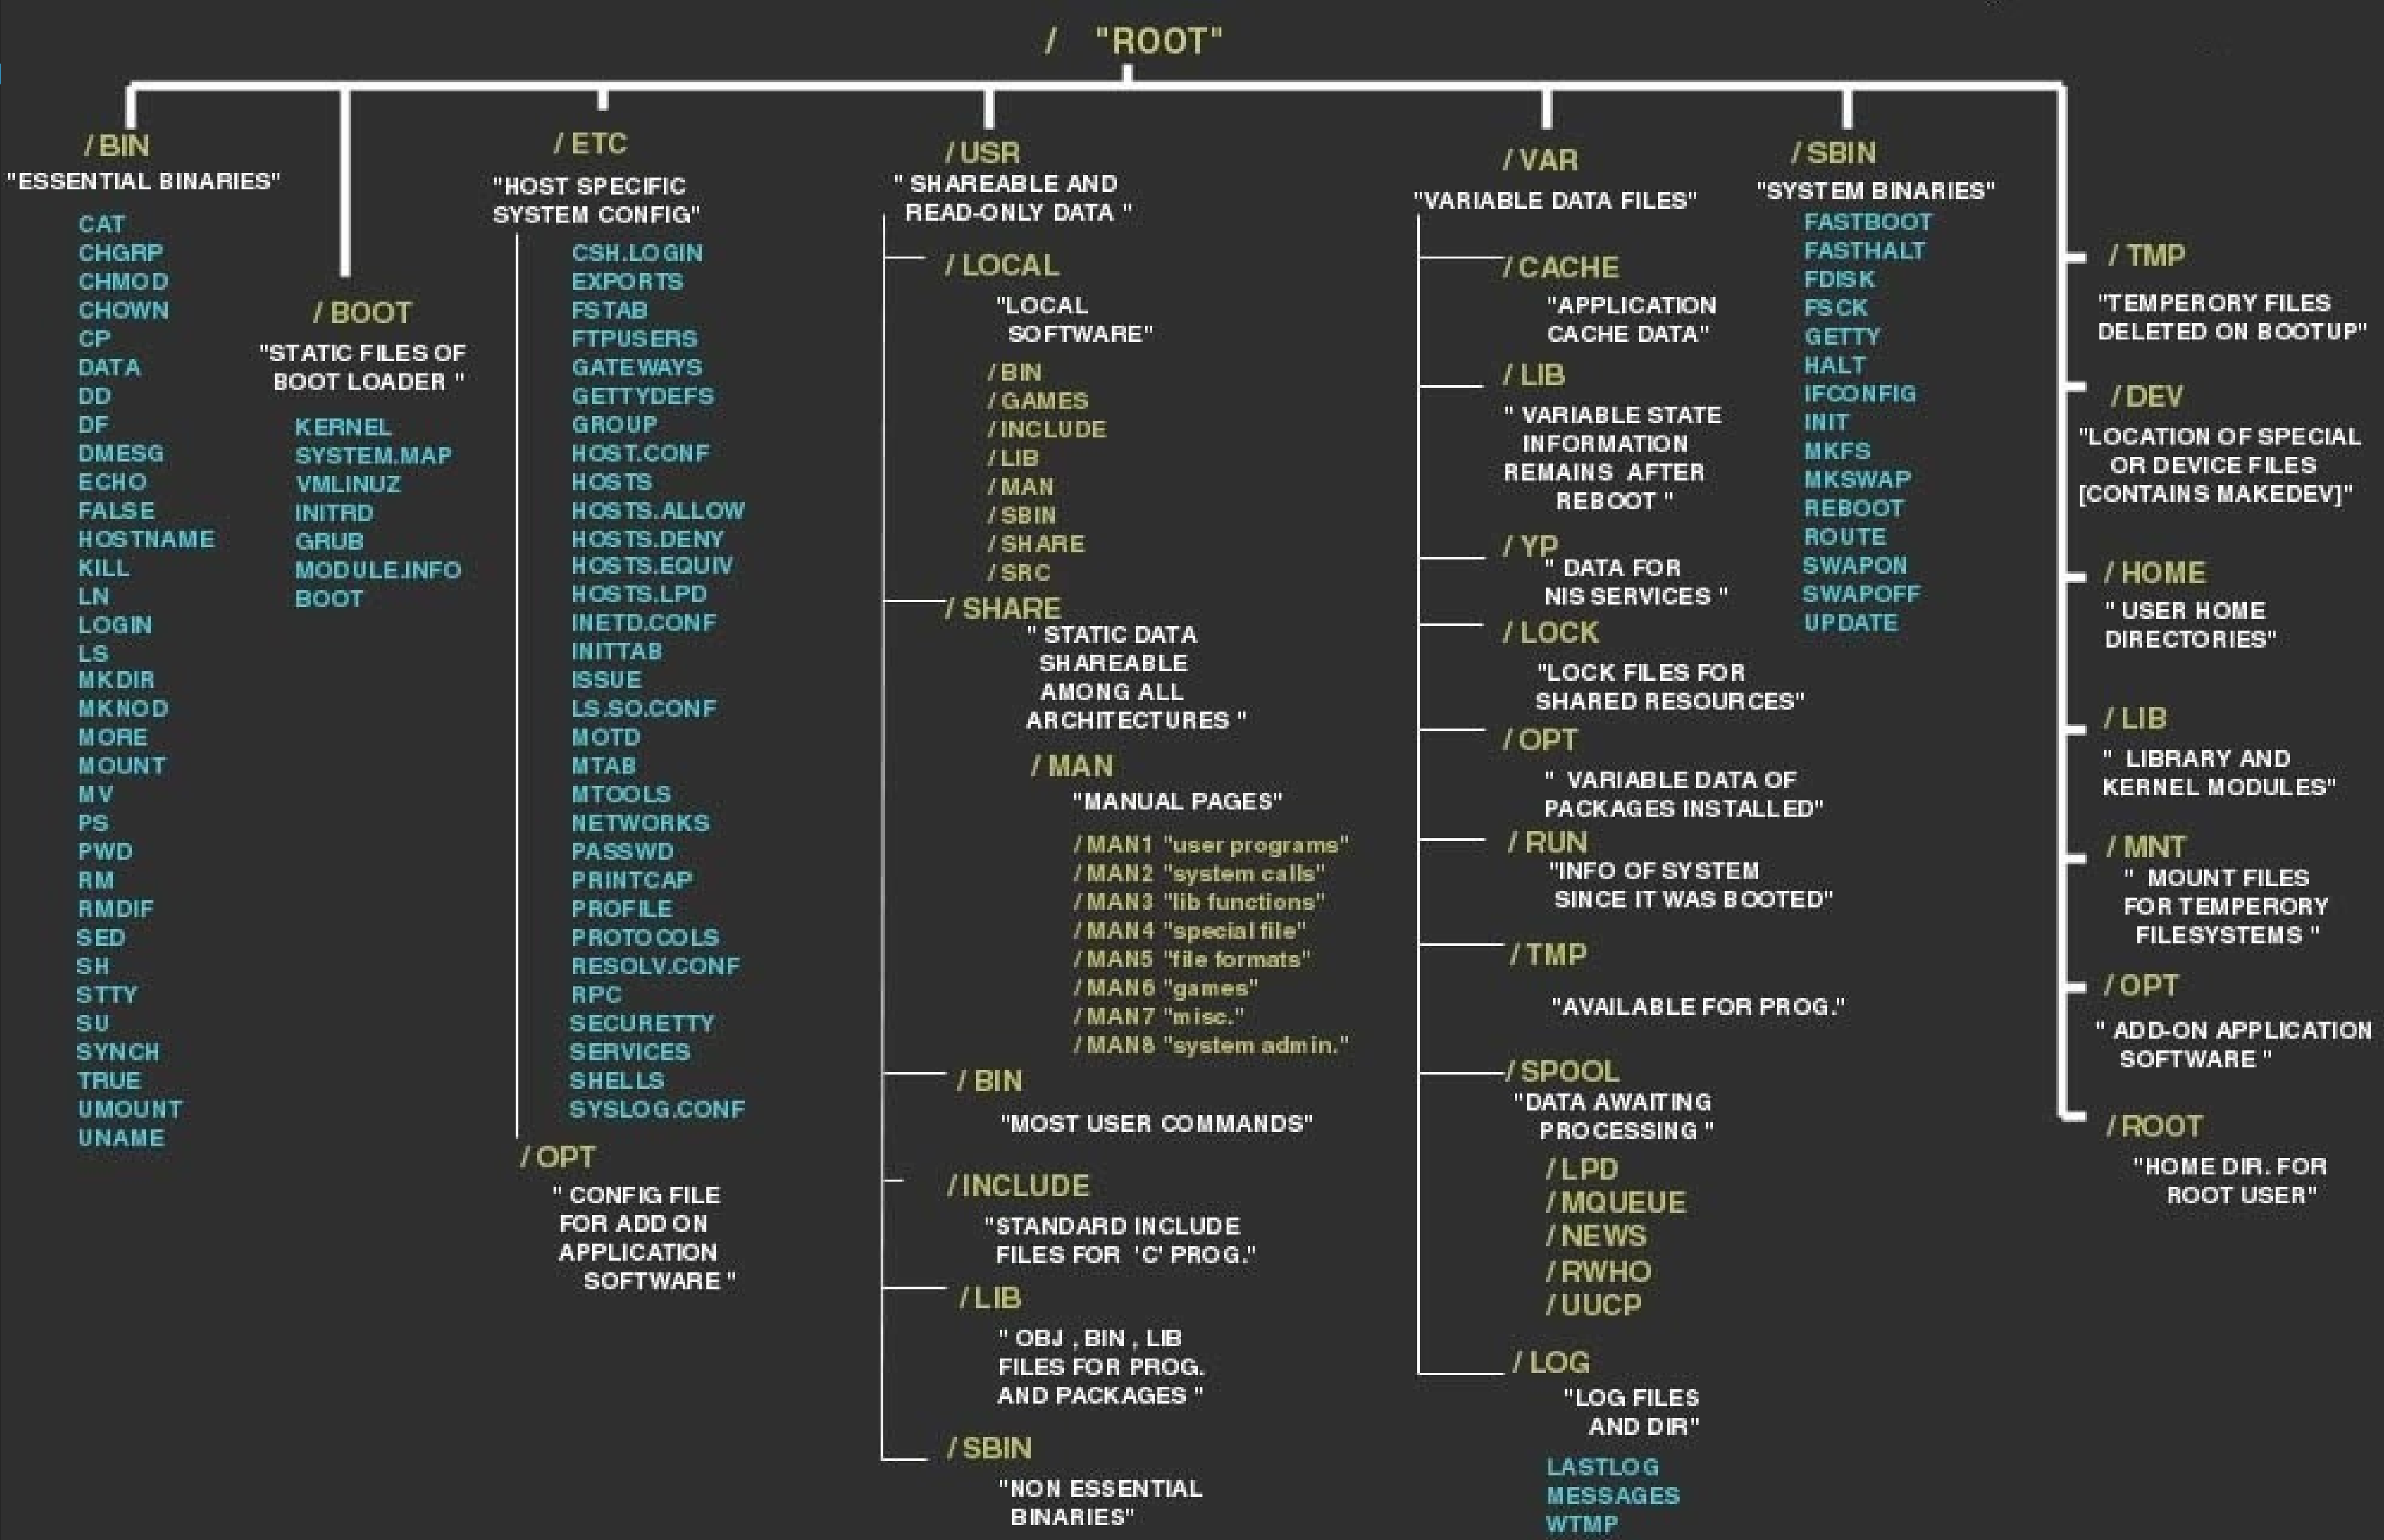 / "ROOT"
/BIN
"ESSENTIAL BINARIES"
CAT
CHGRP
CHMOD
CHOWN
CP
DATA
DD
DF
DMESG
ECHO
FALSE
HOSTNAME
KILL
LN
LOGIN
LS
MKDIR
MKNOD
MORE
MOUNT
MV
PS
PWD
RM
RMDIF
SED
SH
STTY
SU
SYNCH
TRUE
UMOUNT
UNAME
/BOOT
"STATIC FILES OF
BOOT LOADER "
KERNEL
SYSTEM.MAP
VMLINUZ
INITRD
GRUB
MODULE.INFO
BOOT
/ETC
"HOST SPECIFIC
SYSTEM CONFIG"
CSH.LOGIN
EXPORTS
FSTAB
FTPUSERS
GATEWAYS
GETTYDEFS
GROUP
HOST.CONF
HOSTS
HOSTS.ALLOW
HOSTS.DENY
HOSTS.EQUIV
HOSTS.LPD
INETD.CONF
INITTAB
ISSUE
LS.SO.CONF
MOTD
MTAB
MTOOLS
NETWORKS
PASSWD
PRINTCAP
PROFILE
PROTOCOLS
RESOLV.CONF
RPC
SECURETTY
SERVICES
SHELLS
SYSLOG.CONF
/OPT
" CONFIG FILE
FOR ADD ON
APPLICATION
SOFTWARE "
/USR
" SHAREABLE AND
READ-ONLY DATA "
/LOCAL
"LOCAL
SOFTWARE"
/BIN
/GAMES
/INCLUDE
/LIB
/MAN
/SBIN
/SHARE
/SRC
/SHARE
" STATIC DATA
SHAREABLE
AMONG ALL
ARCHITECTURES "
/MAN
"MANUAL PAGES"
/MAN1 "user programs"
/MAN2 "system calls"
/MAN3 "lib functions"
/MAN4 "special file"
/MAN5 "file formats"
/MAN6 "games"
/MAN7 "misc."
/MAN8 "system admin."
/BIN
"MOST USER COMMANDS"
/INCLUDE
"STANDARD INCLUDE
FILES FOR 'C' PROG."
/LIB
" OBJ , BIN , LIB
FILES FOR PROG.
AND PACKAGES "
/SBIN
"NON ESSENTIAL
BINARIES"
/VAR
"VARIABLE DATA FILES"
/CACHE
"APPLICATION
CACHE DATA"
/LIB
" VARIABLE STATE
INFORMATION
REMAINS AFTER
REBOOT "
/YP
" DATA FOR
NIS SERVICES "
/LOCK
"LOCK FILES FOR
SHARED RESOURCES"
/OPT
" VARIABLE DATA OF
PACKAGES INSTALLED"
/RUN
"INFO OF SYSTEM
SINCE IT WAS BOOTED"
/TMP
"AVAILABLE FOR PROG."
/SPOOL
"DATA AWAITING
PROCESSING "
/LPD
/MQUEUE
/NEWS
/RWHO
/UUCP
/LOG
"LOG FILES
AND DIR"
LASTLOG
MESSAGES
WTMP
/SBIN
"SYSTEM BINARIES"
FASTBOOT
FASTHALT
FDISK
FSCK
GETTY
HALT
IFCONFIG
INIT
MKFS
MKSWAP
REBOOT
ROUTE
SWAPON
SWAPOFF
UPDATE
/TMP
"TEMPERORY FILES
DELETED ON BOOTUP"
/DEV
"LOCATION OF SPECIAL
OR DEVICE FILES
[CONTAINS MAKEDEV]"
/HOME
" USER HOME
DIRECTORIES"
/LIB
" LIBRARY AND
KERNEL MODULES"
/MNT
" MOUNT FILES
FOR TEMPERORY
FILESYSTEMS "
/OPT
" ADD-ON APPLICATION
SOFTWARE "
/ROOT
"HOME DIR. FOR
ROOT USER"